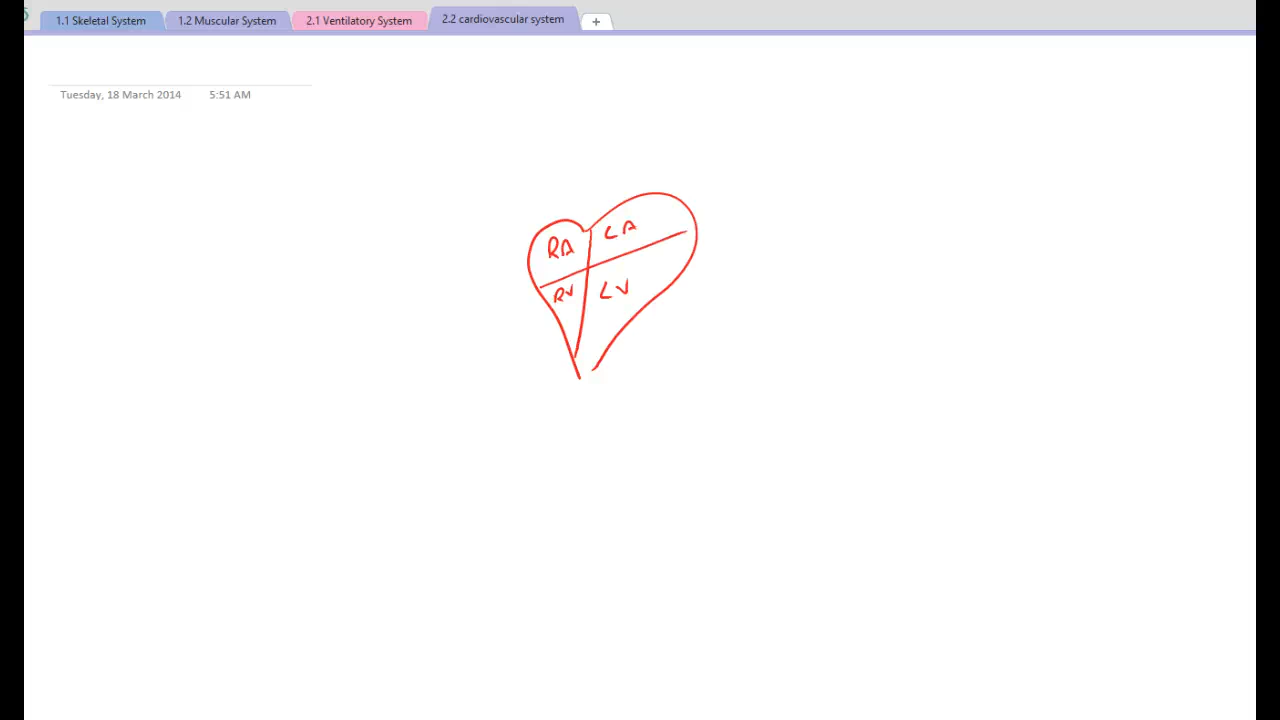 1.1 Skeletal System 1.2 Muscular System 2.1 Ventilatory System 2.2 cardiovascular system +
Tuesday, 18 March 2014 5:51 AM
RA LA
RV LV